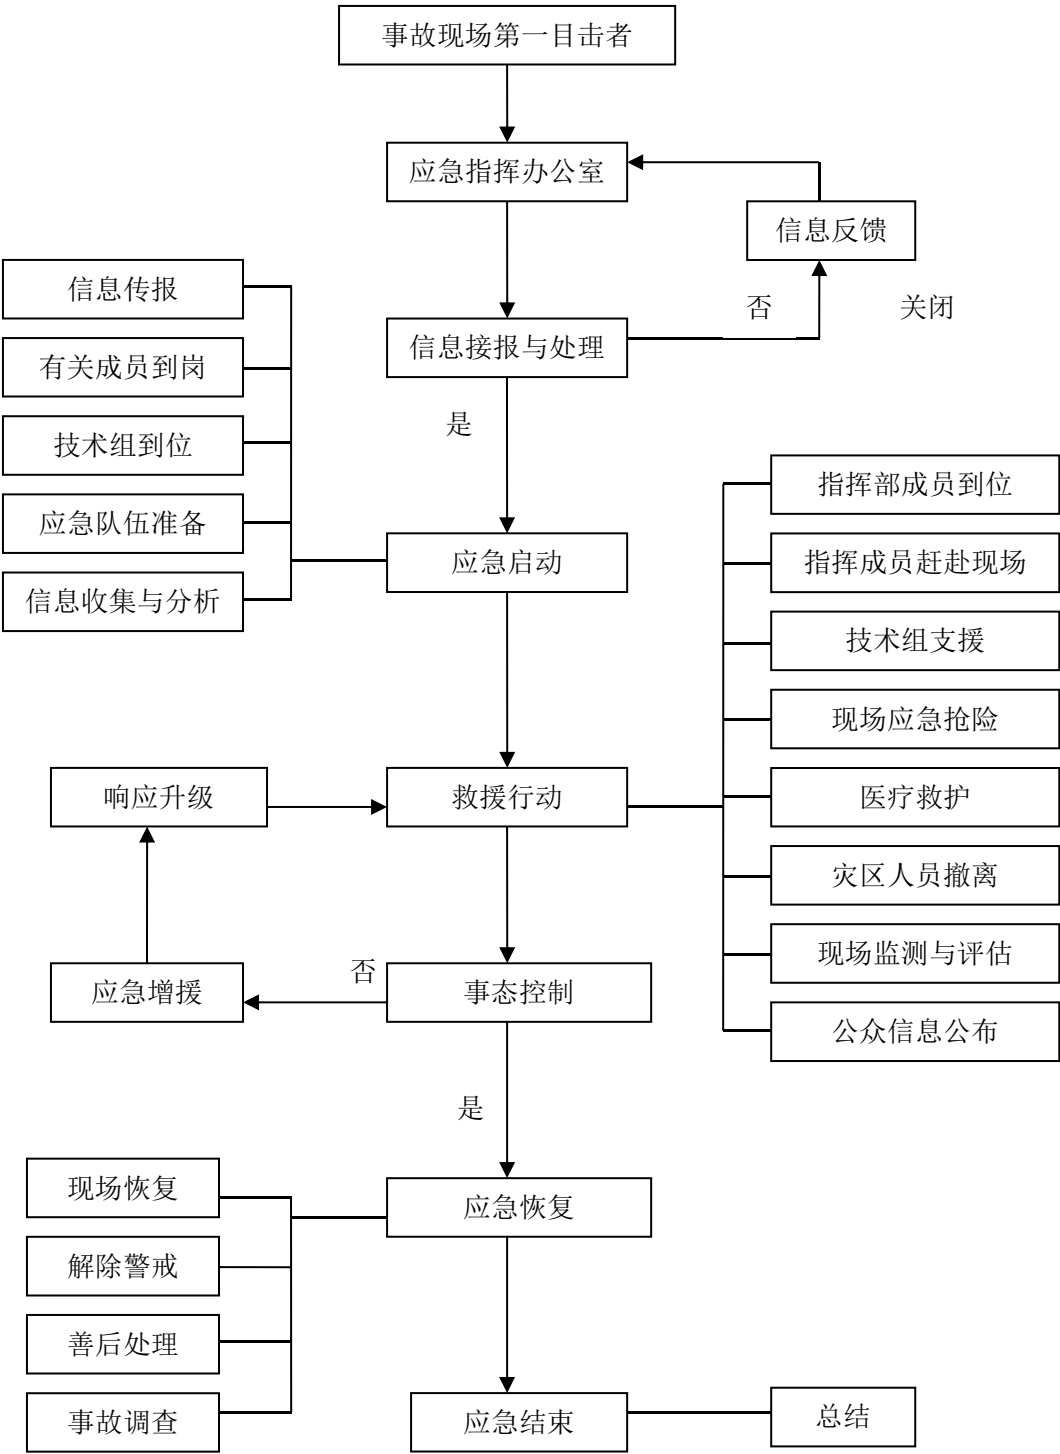 事故现场第一目击者
应急指挥办公室
信息反馈
信息传报
否
关闭
信息接报与处理
有关成员到岗
是
技术组到位
指挥部成员到位
应急队伍准备
应急启动
指挥成员赶赴现场
信息收集与分析
技术组支援
现场应急抢险
响应升级
救援行动
医疗救护
灾区人员撤离
现场监测与评估
否
应急增援
事态控制
公众信息公布
是
现场恢复
应急恢复
解除警戒
善后处理
事故调查
应急结束
总结